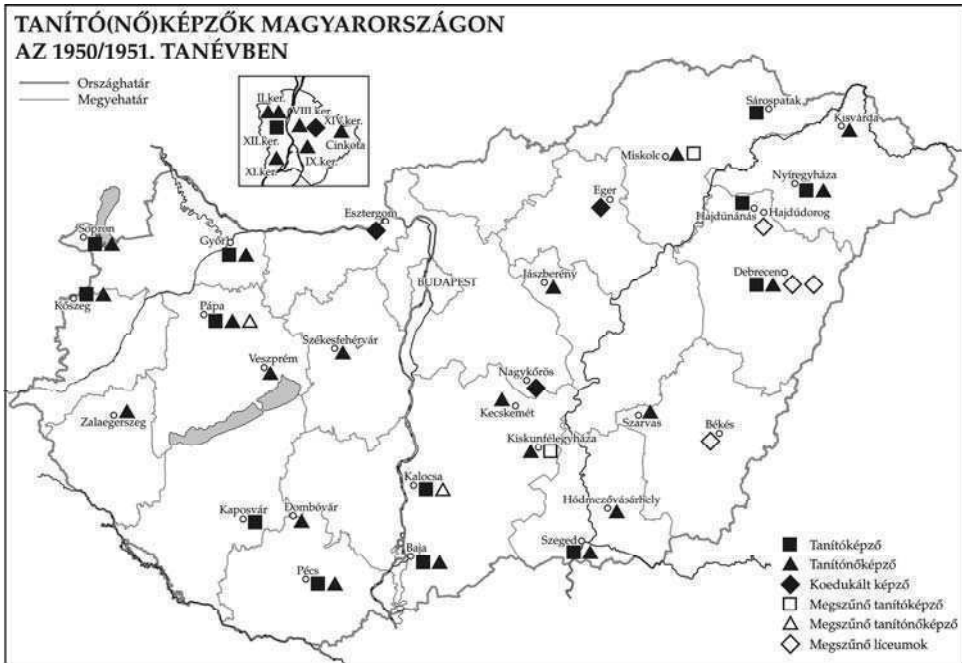 TANÍTÓ(NŐ)KÉPZŐK MAGYARORSZÁGON
AZ 1950/1951. TANÉVBEN
Országhatár
Megyehatár
II.ker.
VIII.ker.
XIV.ker.
XII.ker.
Cinkota
IX.ker.
XI.ker.
Sárospatak
Kisvárda
Miskolc
Nyíregyháza
Eger
Hajdúnánás
Hajdúdorog
Esztergom
Sopron
Győr
Jászberény
BUDAPEST
Debrecen
Kőszeg
Pápa
Székesfehérvár
Veszprém
Nagykőrös
Kecskemét
Zalaegerszeg
Szarvas
Békés
Kiskunfélegyháza
Kalocsa
Kaposvár
Dombóvár
Hódmezővásárhely
Szeged
Baja
Pécs
Tanítóképző
Tanítónőképző
Koedukált képző
Megszűnő tanítóképző
Megszűnő tanítónőképző
Megszűnő líceumok